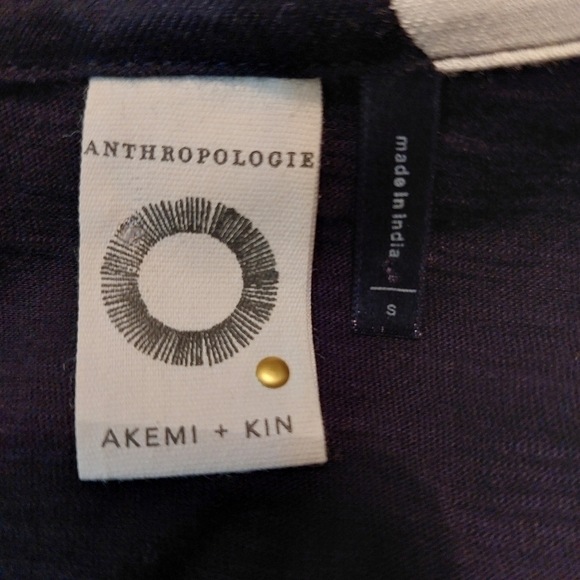 ANTHROPOLOGIE
AKEMI + KIN
made in india
S